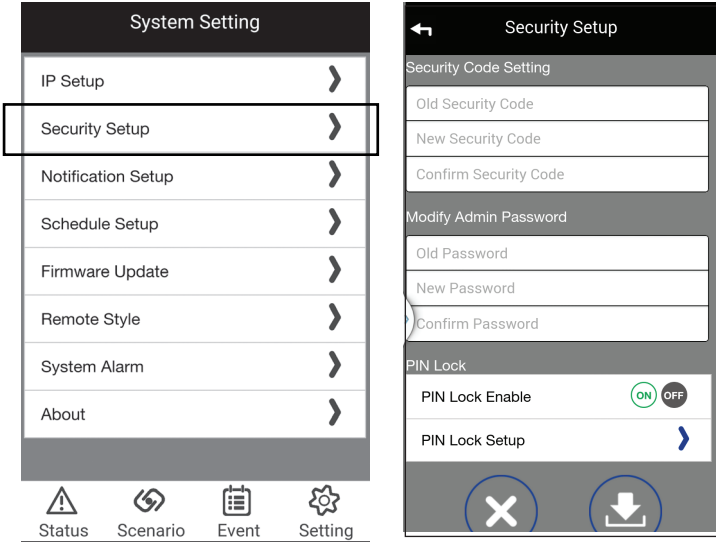 System Setting
IP Setup
Security Setup
Notification Setup
Schedule Setup
Firmware Update
Remote Style
System Alarm
About
Status Scenario Event Setting
Security Setup
Security Code Setting
Old Security Code
New Security Code
Confirm Security Code
Modify Admin Password
Old Password
New Password
Confirm Password
PIN Lock
PIN Lock Enable ON OFF
PIN Lock Setup